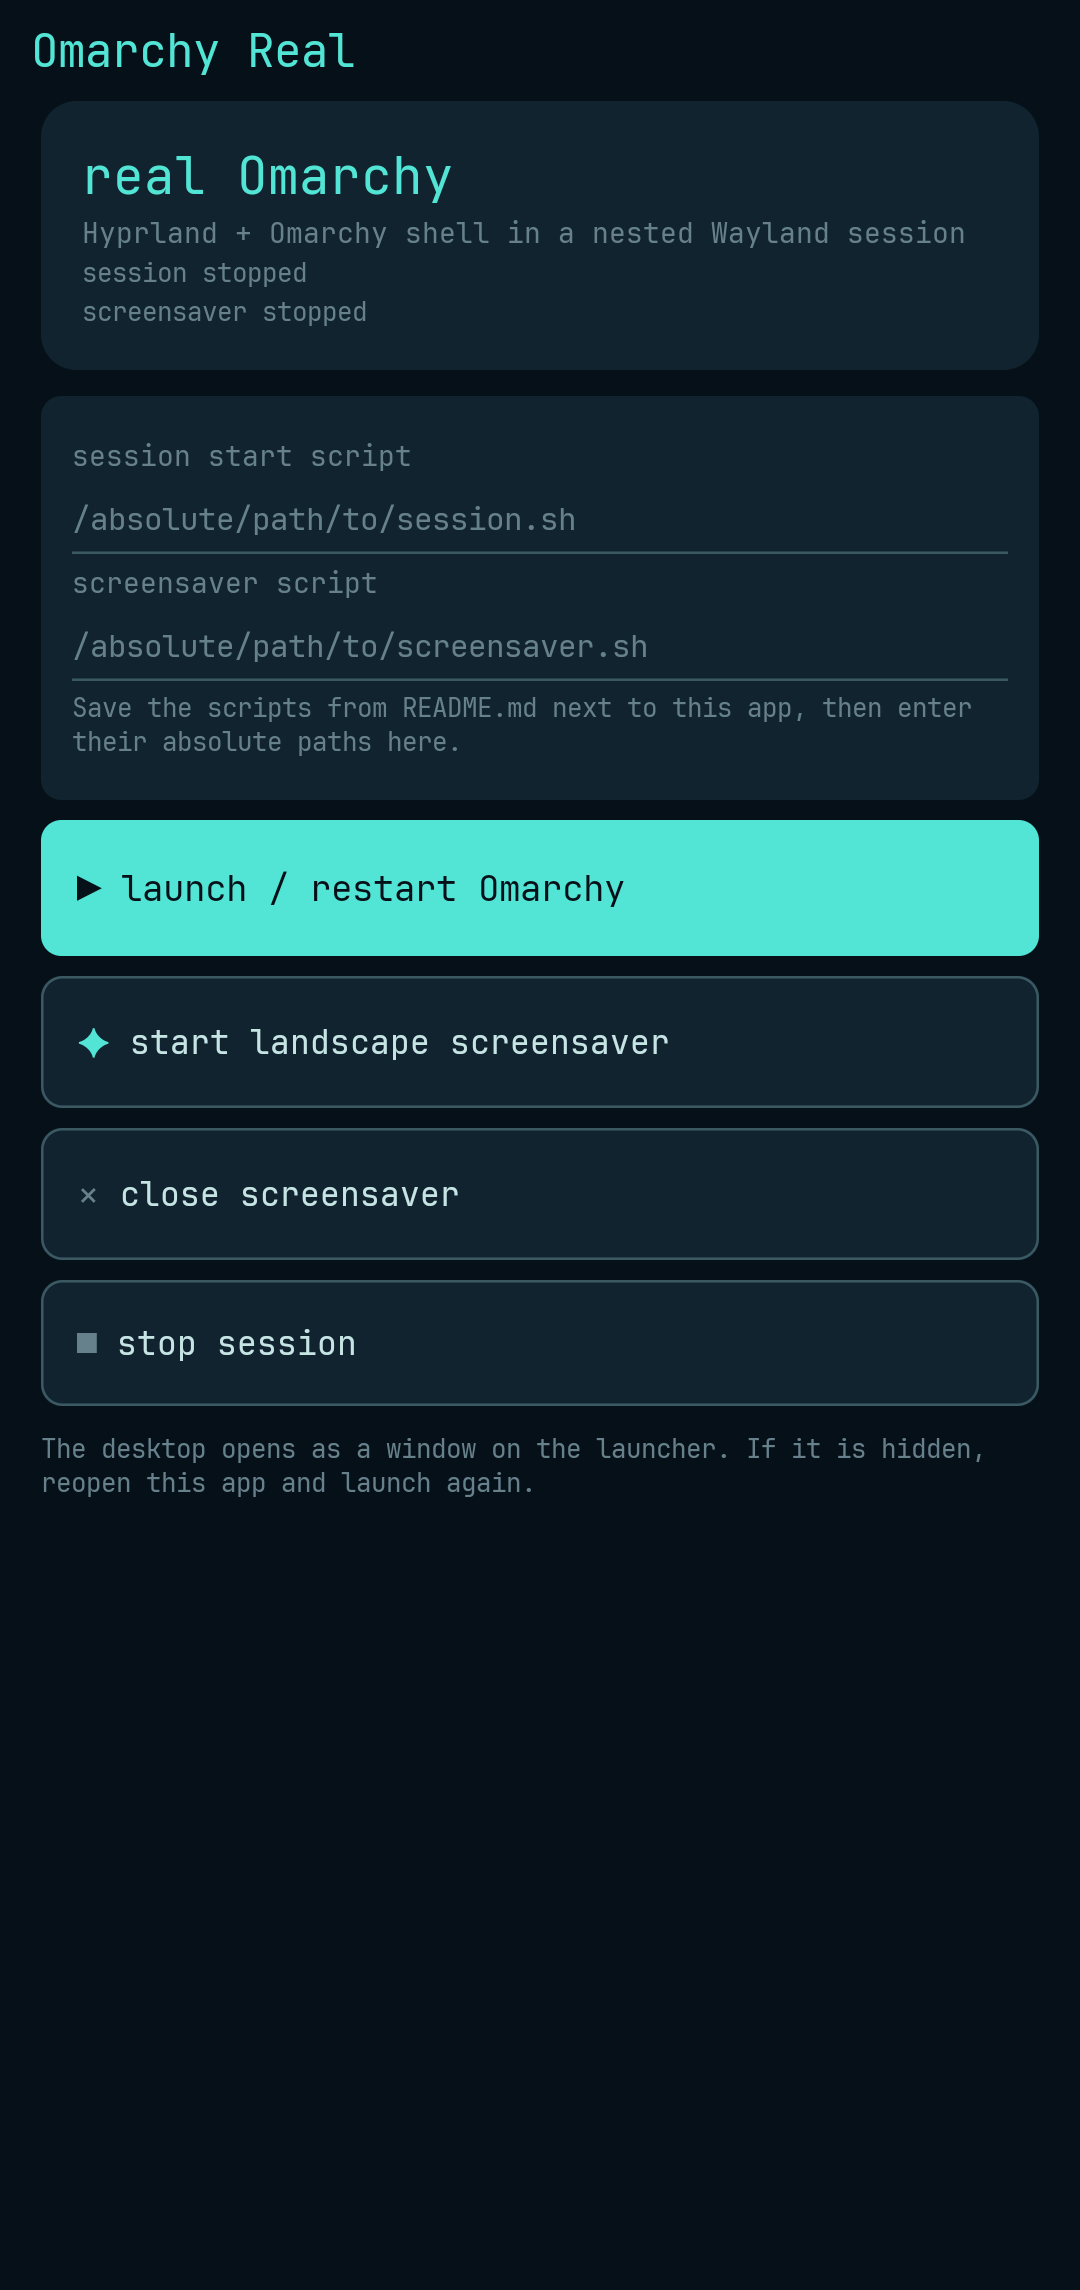 Omarchy Real
real Omarchy
Hyprland + Omarchy shell in a nested Wayland session
session stopped
screensaver stopped
session start script
/absolute/path/to/session.sh
screensaver script
/absolute/path/to/screensaver.sh
Save the scripts from README.md next to this app, then enter
their absolute paths here.
▶ launch / restart Omarchy
✦ start landscape screensaver
× close screensaver
■ stop session
The desktop opens as a window on the launcher. If it is hidden,
reopen this app and launch again.